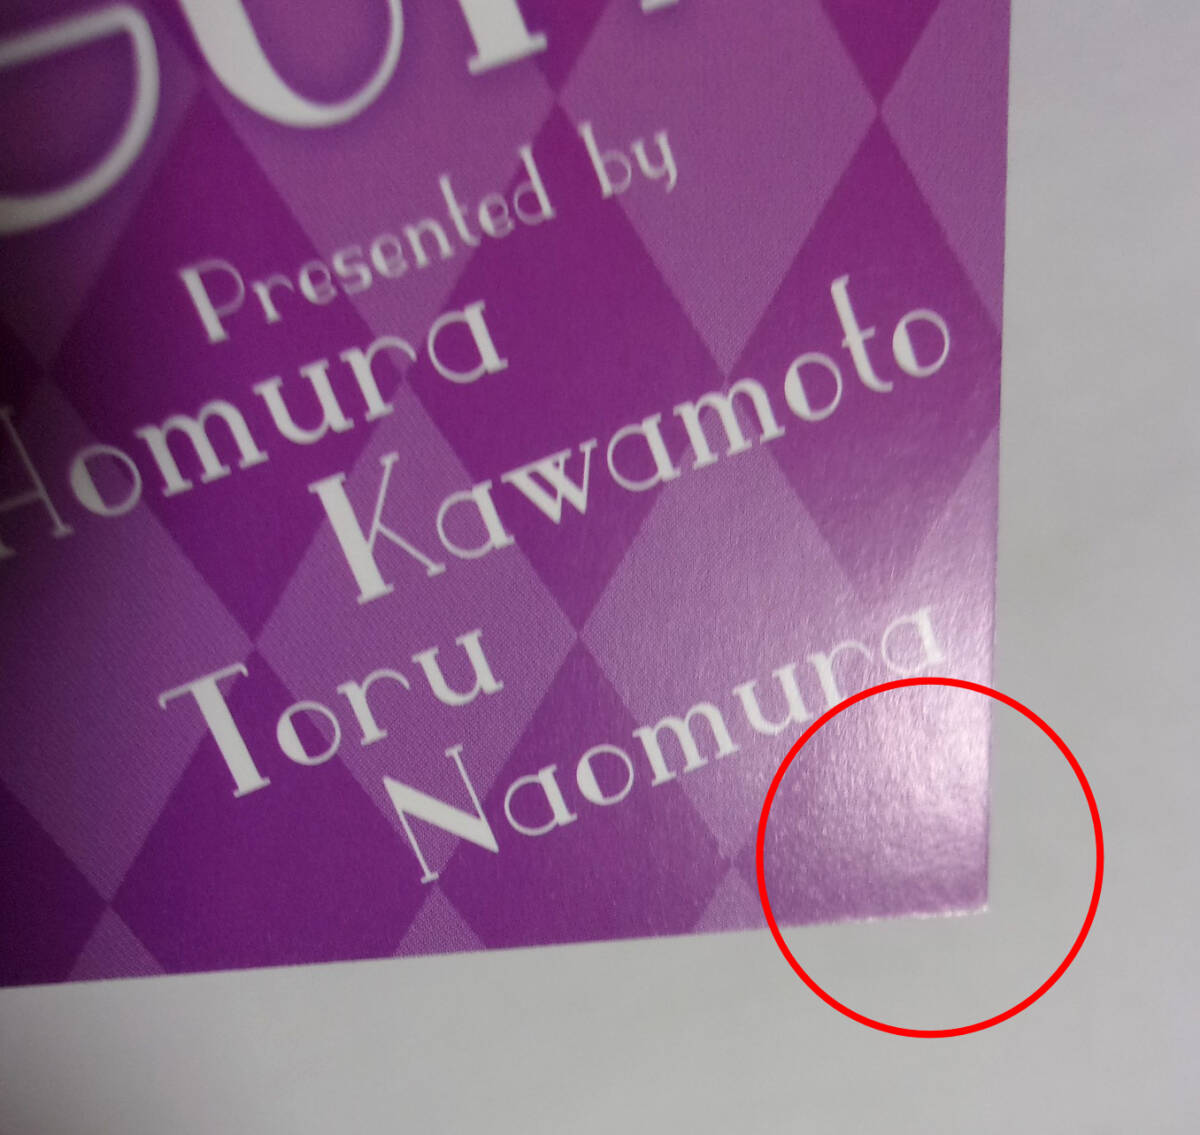 Presented by
Homura
Kawamoto
Toru
Naomura